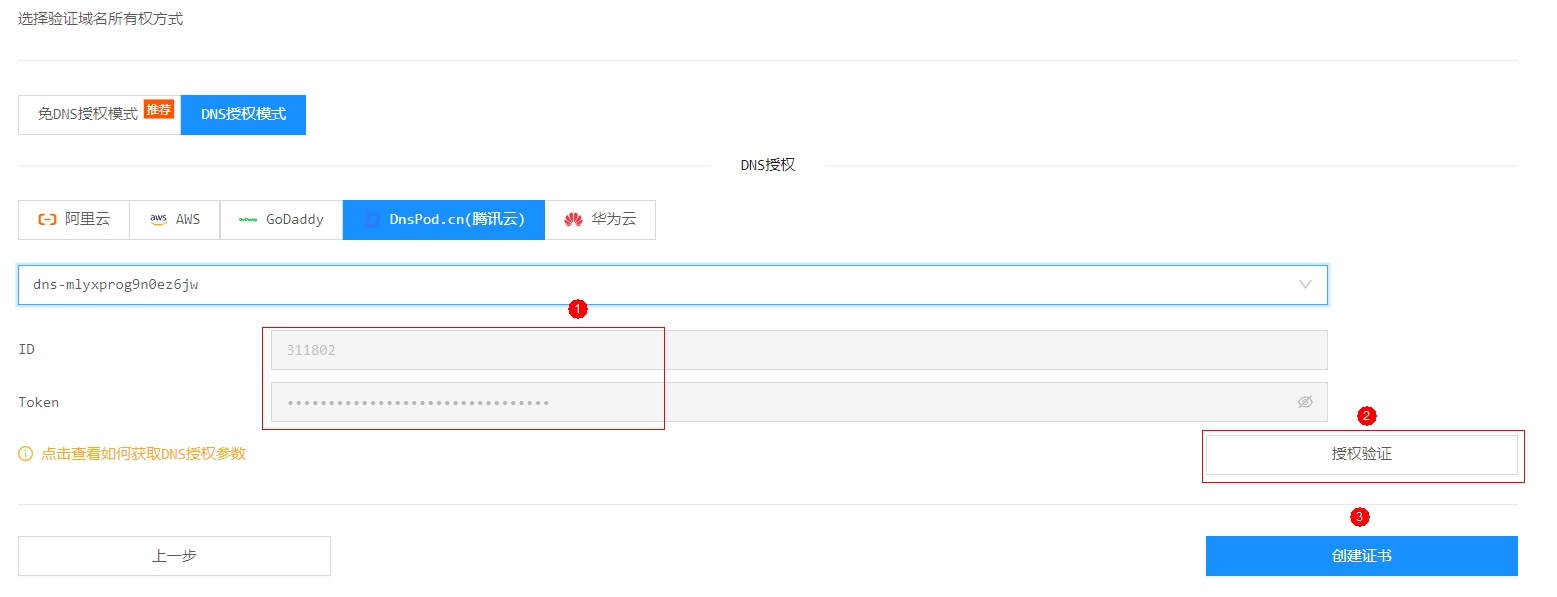 选择验证域名所有权方式
免DNS授权模式 推荐 DNS授权模式
DNS授权
阿里云 aws AWS GoDaddy GoDaddy DnsPod.cn(腾讯云) 华为云
dns-mlyxprog9n0ez6jw
1
ID 311802
Token ••••••••••••••••••••••••••••••••
2
点击查看如何获取DNS授权参数 授权验证
3
上一步 创建证书